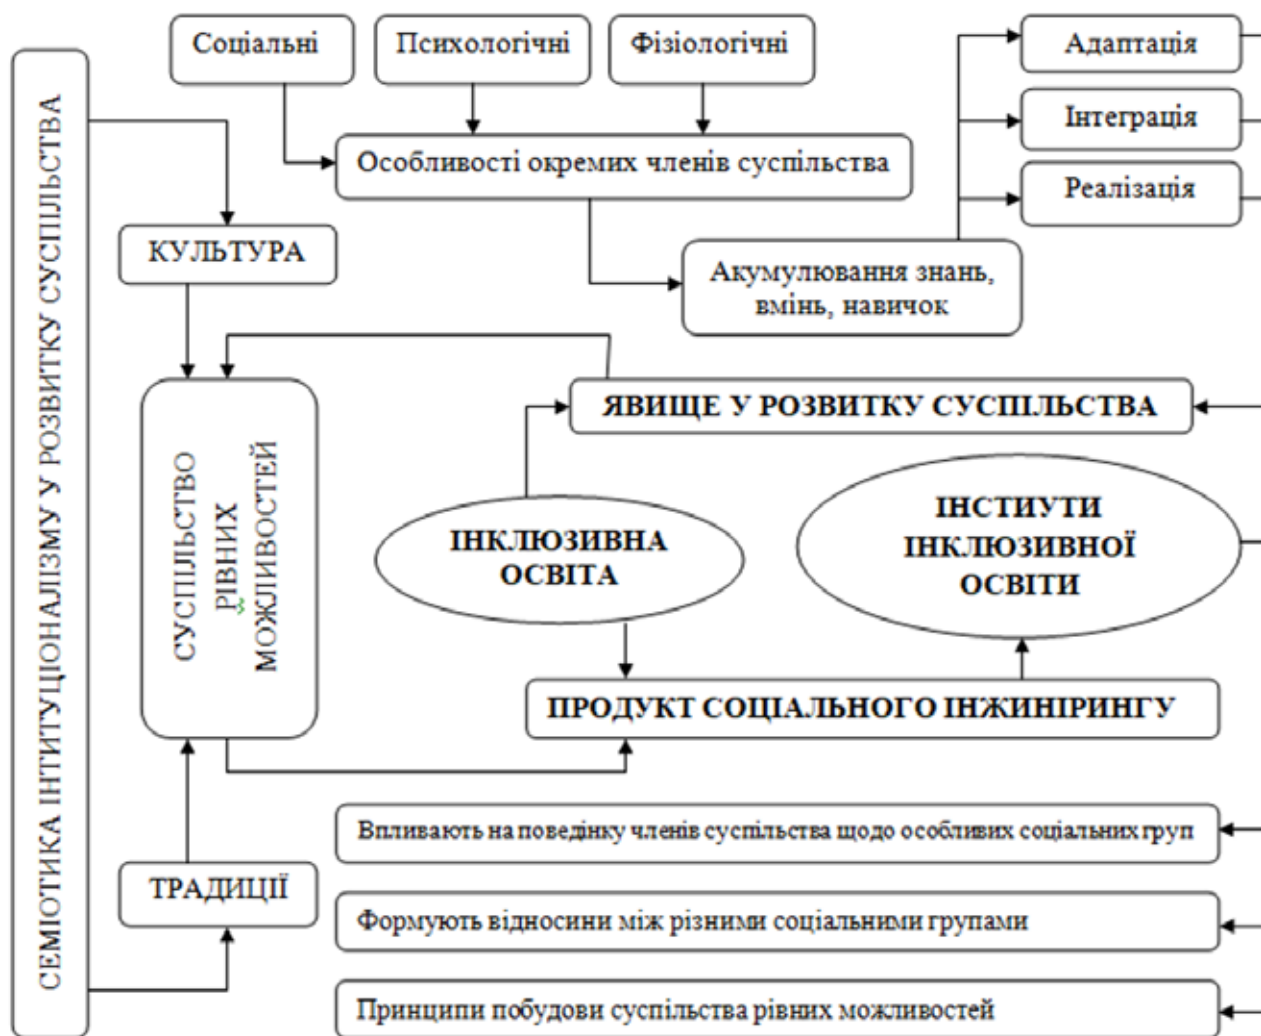 СЕМІОТИКА ІНТИТУЦІОНАЛІЗМУ У РОЗВИТКУ СУСПІЛЬСТВА
Соціальні
Психологічні
Фізіологічні
Особливості окремих членів суспільства
Адаптація
Інтеграція
Реалізація
Акумулювання знань,
вмінь, навичок
КУЛЬТУРА
СУСПІЛЬСТВО
РІВНИХ
МОЖЛИВОСТЕЙ
ТРАДИЦІЇ
ЯВИЩЕ У РОЗВИТКУ СУСПІЛЬСТВА
ІНКЛЮЗИВНА
ОСВІТА
ІНСТИУТИ
ІНКЛЮЗИВНОЇ
ОСВІТИ
ПРОДУКТ СОЦІАЛЬНОГО ІНЖИНІРИНГУ
Впливають на поведінку членів суспільства щодо особливих соціальних груп
Формують відносини між різними соціальними групами
Принципи побудови суспільства рівних можливостей